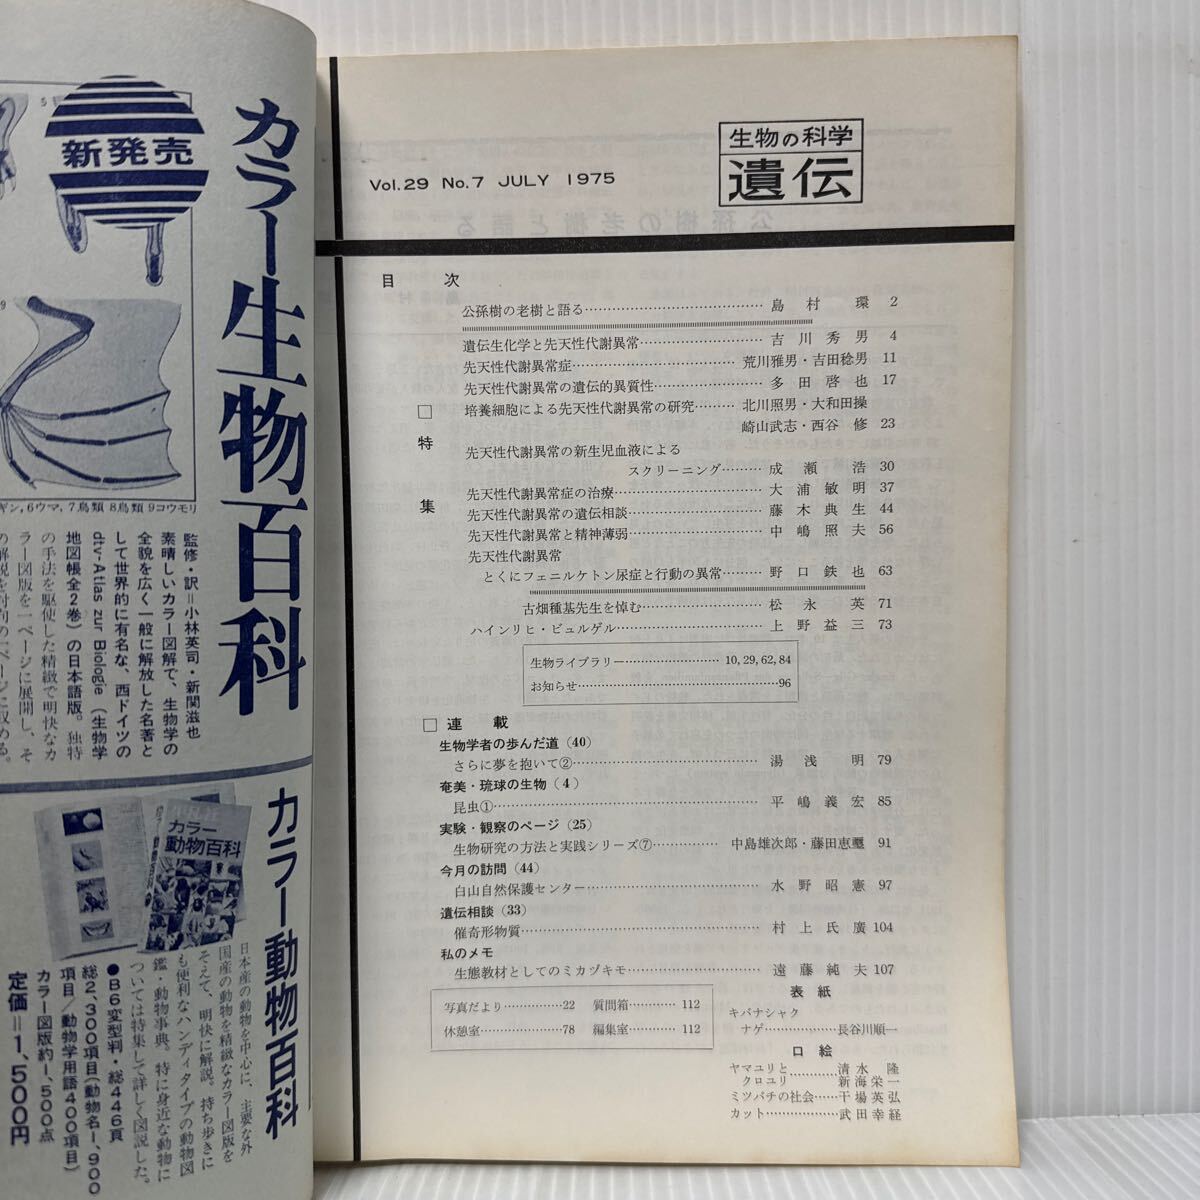 新発売
カラー生物百科
5
9
ギン,6ウマ, 7鳥類 8鳥類 9コウモリ
監修・訳＝小林英司・新関滋也
素晴しいカラー図解で、生物学の
全貌を広く一般に解放した名著と
して世界的に有名な、西ドイツの
dtv-Atlas zur Biologie（生物学
地図帳全2巻）の日本語版。独特
の手法を駆使した精緻で明快なカ
ラー図版を一ページに展開し、そ
カラー動物百科
カラー
動物百科
日本産の動物を中心に、主要な外
国産の動物を精緻なカラー図版を
そえて、明快に解説。持ち歩きに
も便利なハンディタイプの動物図
鑑・動物事典。特に身近な動物に
ついては特集して詳しく図説した。
●B6変型判・総446頁
総2,300項目(動物名1,900
項目／動物学用語400項目)
カラー図版約1,500点
定価＝1,500円
Vol.29 No.7 JULY 1975
生物の科学
遺伝
目次
公孫樹の老樹と語る……………………………島村環 2
遺伝生化学と先天性代謝異常…………………吉川秀男 4
先天性代謝異常症………………………荒川雅男・吉田稔男 11
先天性代謝異常の遺伝的異質性………………多田啓也 17
培養細胞による先天性代謝異常の研究………北川照男・大和田操
崎山武志・西谷修 23
□特集
先天性代謝異常の新生児血液による
スクリーニング………成瀬浩 30
先天性代謝異常症の治療………………………大浦敏明 37
先天性代謝異常の遺伝相談……………………藤木典生 44
先天性代謝異常と精神薄弱……………………中嶋照夫 56
先天性代謝異常
とくにフェニルケトン尿症と行動の異常………野口鉄也 63
古畑種基先生を悼む…………………松永英 71
ハインリヒ・ビュルゲル………………………上野益三 73
生物ライブラリー……………………10,29,62,84
お知らせ……………………………………96
□連載
生物学者の歩んだ道 (40)
さらに夢を抱いて②……………………………湯浅明 79
奄美・琉球の生物 (4)
昆虫①……………………………………………平嶋義宏 85
実験・観察のページ (25)
生物研究の方法と実践シリーズ⑦……………中島雄次郎・藤田恵璽 91
今月の訪問 (44)
白山自然保護センター…………………………水野昭憲 97
遺伝相談 (33)
催奇形物質………………………………………村上氏廣 104
私のメモ
生態教材としてのミカヅキモ…………………遠藤純夫 107
写真だより……………22 質問箱…………112
休憩室…………………78 編集室…………112
表紙
キバナシャク
ナゲ………………長谷川順一
口絵
ヤマユリと
クロユリ…………清水隆
新海栄一
ミツバチの社会……干場英弘
カット………………武田幸経